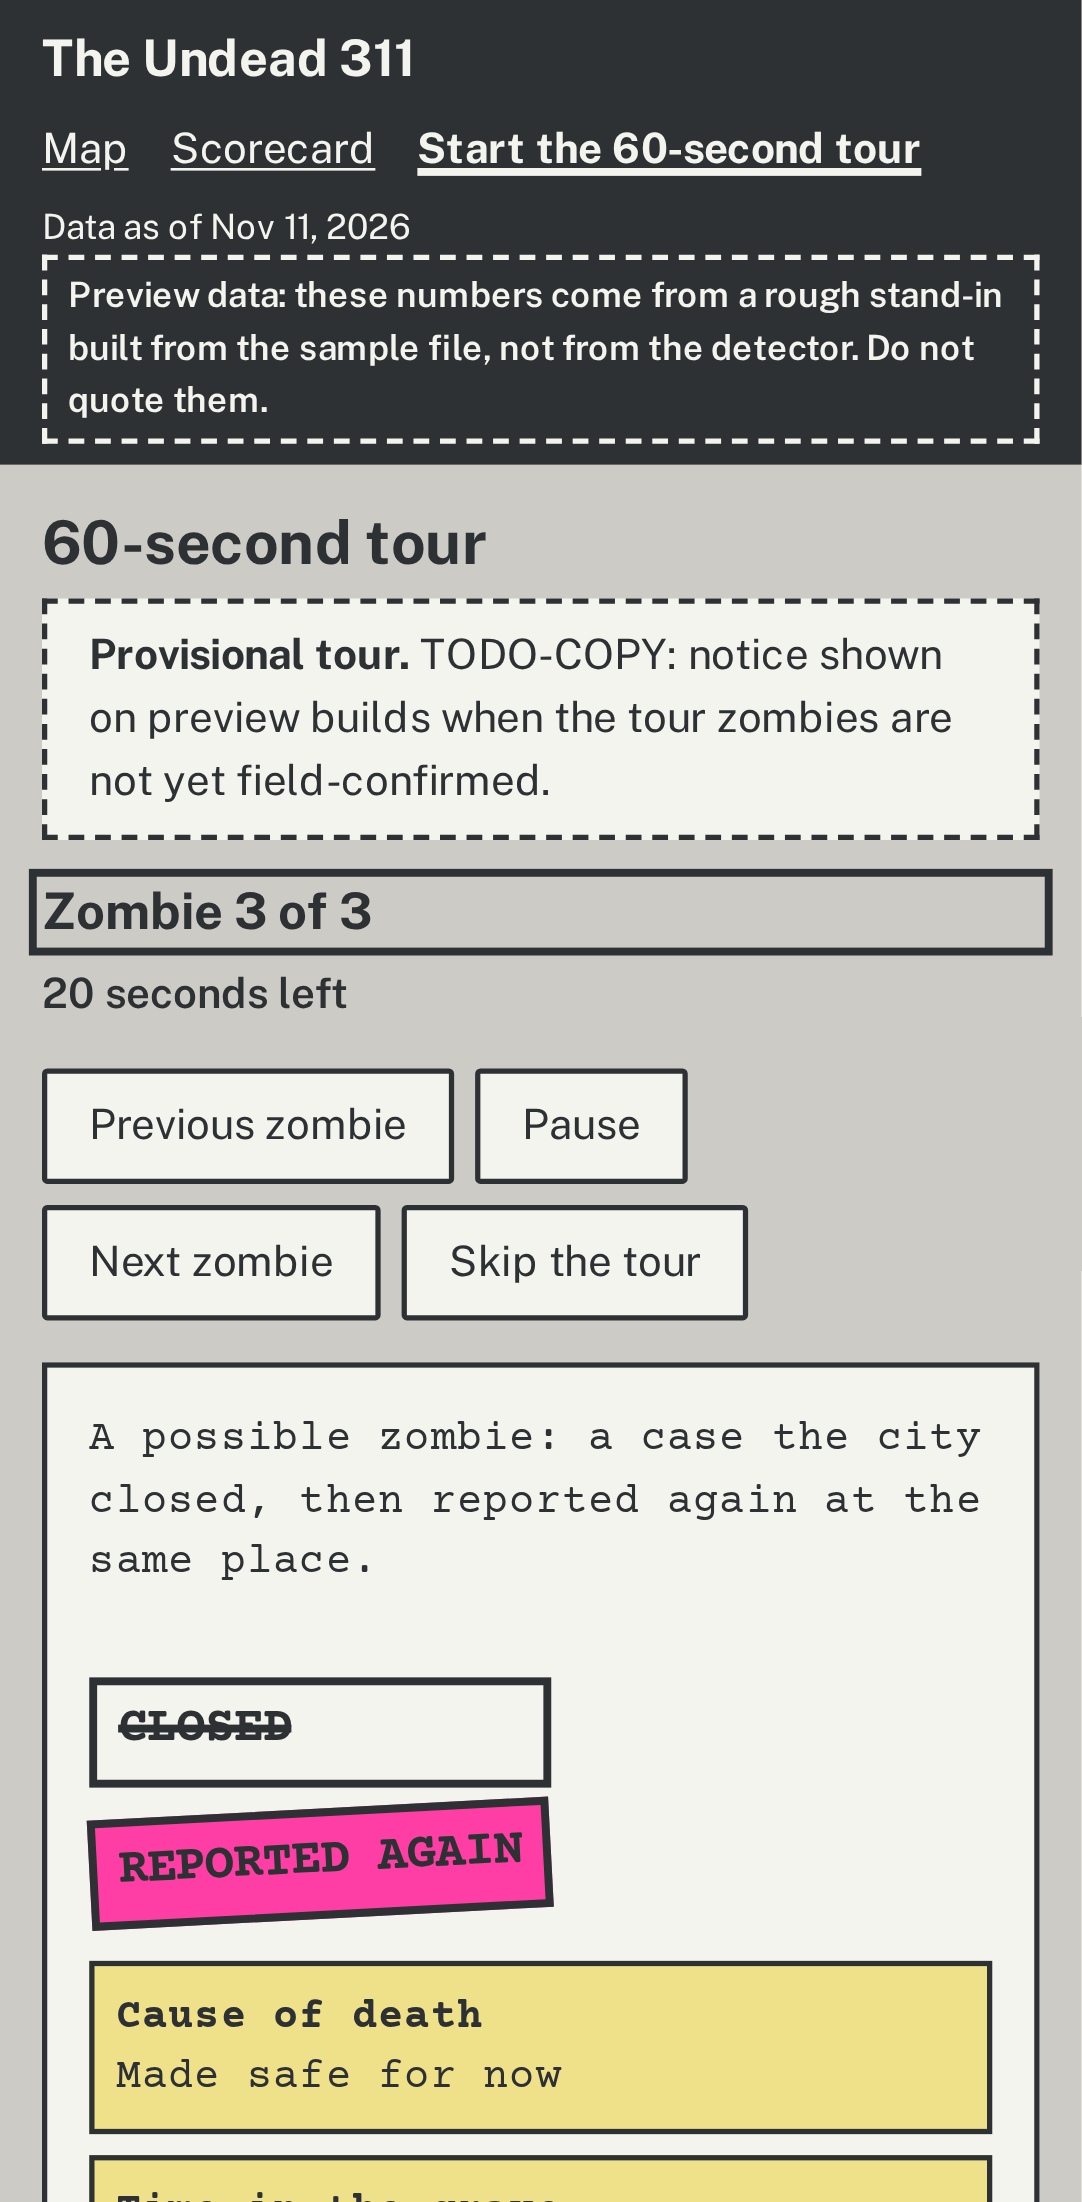 The Undead 311
Map Scorecard Start the 60-second tour
Data as of Nov 11, 2026
Preview data: these numbers come from a rough stand-in
built from the sample file, not from the detector. Do not
quote them.
60-second tour
Provisional tour. TODO-COPY: notice shown
on preview builds when the tour zombies are
not yet field-confirmed.
Zombie 3 of 3
20 seconds left
Previous zombie Pause
Next zombie Skip the tour
A possible zombie: a case the city
closed, then reported again at the
same place.
CLOSED
REPORTED AGAIN
Cause of death
Made safe for now
Time in the grave